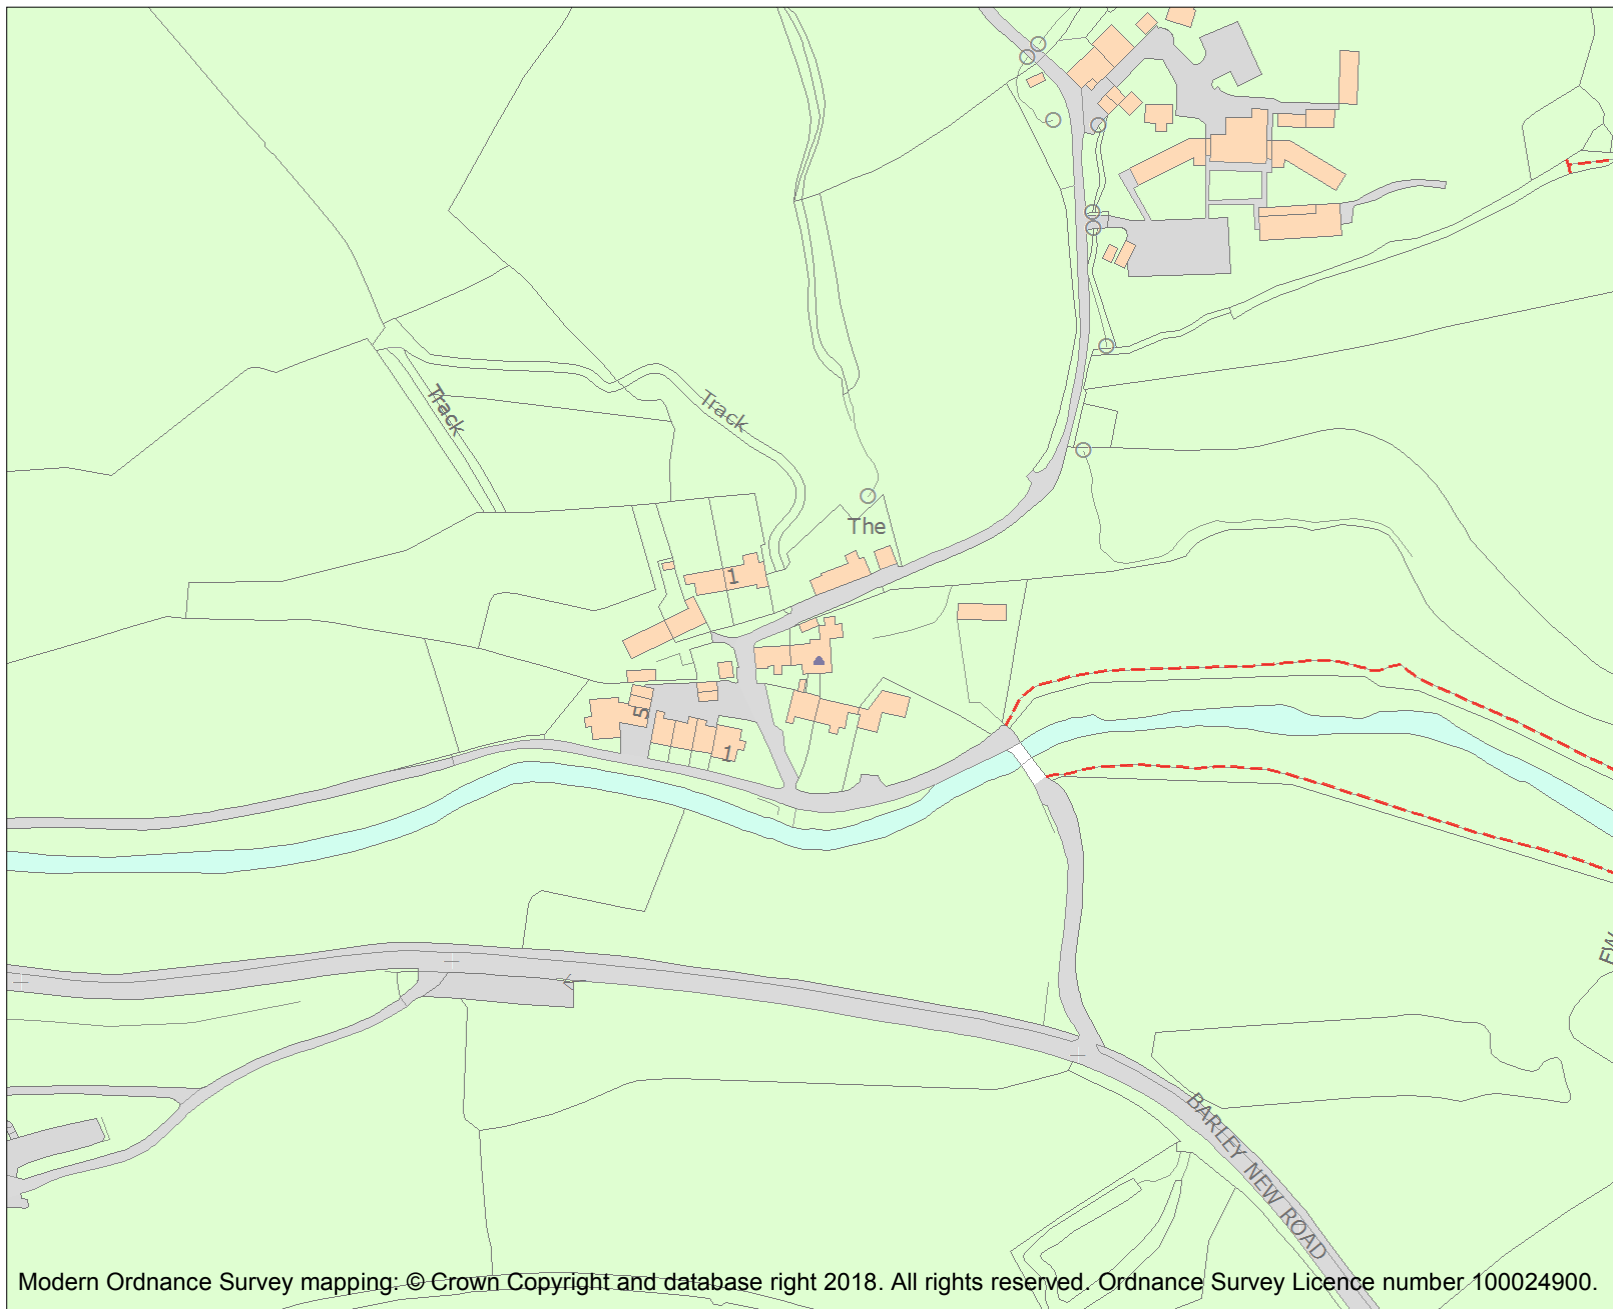 Track
Track
The
1
5
1
FW
BARLEY NEW ROAD
Modern Ordnance Survey mapping: © Crown Copyright and database right 2018. All rights reserved. Ordnance Survey Licence number 100024900.